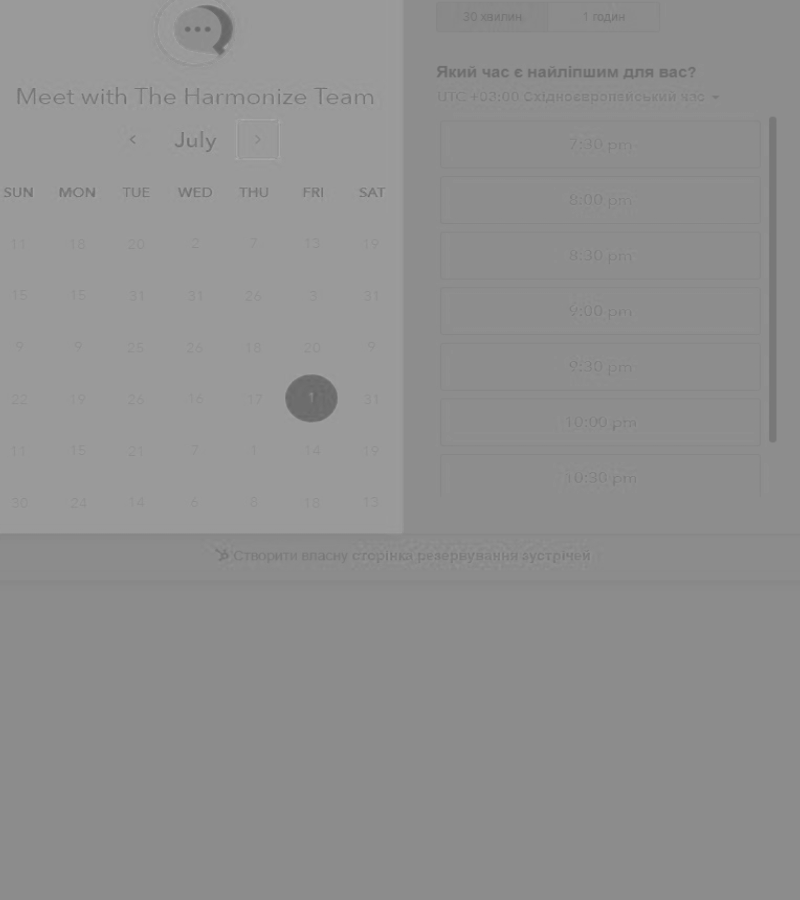 30 хвилин
1 годин
Meet with The Harmonize Team
July
SUN MON TUE WED THU FRI SAT
11 18 20 2 7 13 19
15 15 31 31 26 3 31
9 9 25 26 18 20 9
22 19 26 16 17 1 31
11 15 21 7 1 14 19
30 24 14 6 8 18 13
Який час є найліпшим для вас?
UTC +03:00 Східноєвропейський час
7:30 pm
8:00 pm
8:30 pm
9:00 pm
9:30 pm
10:00 pm
10:30 pm
Створити власну сторінка резервування зустрічей